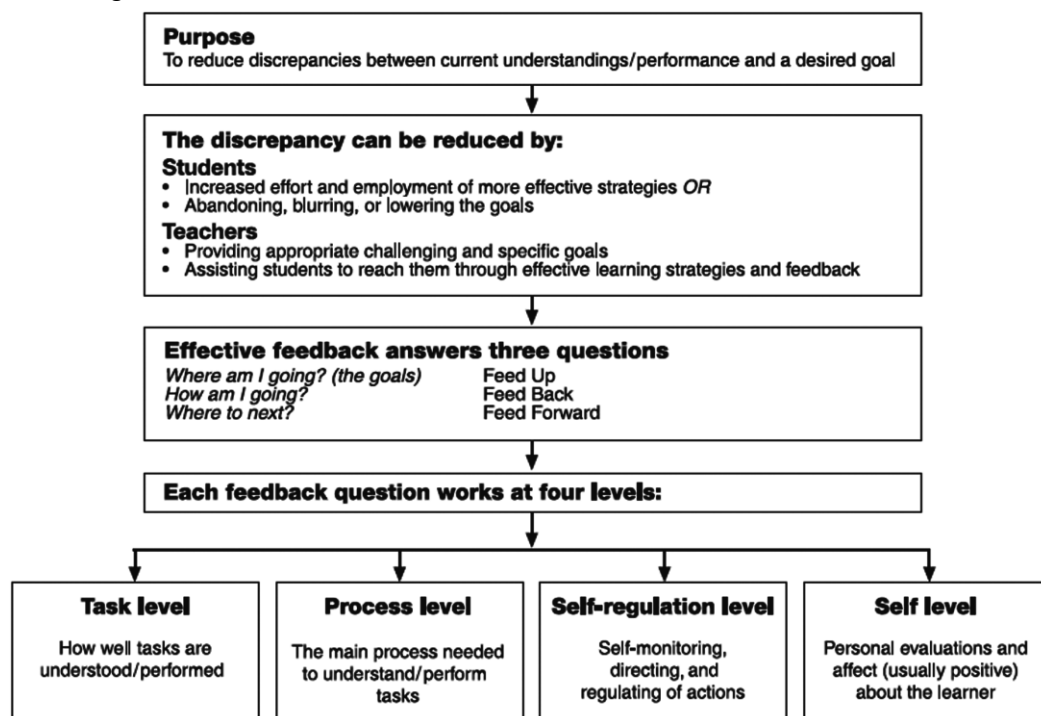 Purpose
To reduce discrepancies between current understandings/performance and a desired goal
The discrepancy can be reduced by:
Students
• Increased effort and employment of more effective strategies OR
• Abandoning, blurring, or lowering the goals
Teachers
• Providing appropriate challenging and specific goals
• Assisting students to reach them through effective learning strategies and feedback
Effective feedback answers three questions
Where am I going? (the goals) Feed Up
How am I going? Feed Back
Where to next? Feed Forward
Each feedback question works at four levels:
Task level
How well tasks are
understood/performed
Process level
The main process needed
to understand/perform
tasks
Self-regulation level
Self-monitoring,
directing, and
regulating of actions
Self level
Personal evaluations and
affect (usually positive)
about the learner